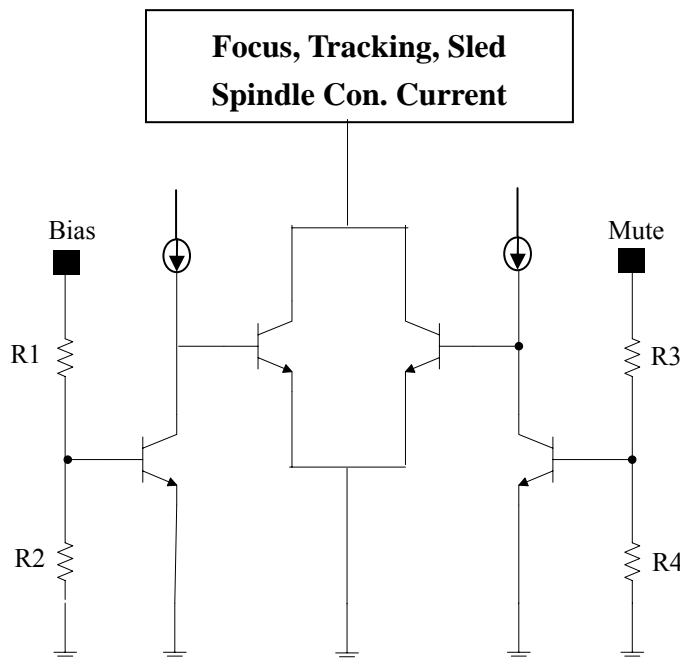 Focus, Tracking, Sled
Spindle Con. Current
Bias
Mute
R1
R3
R2
R4